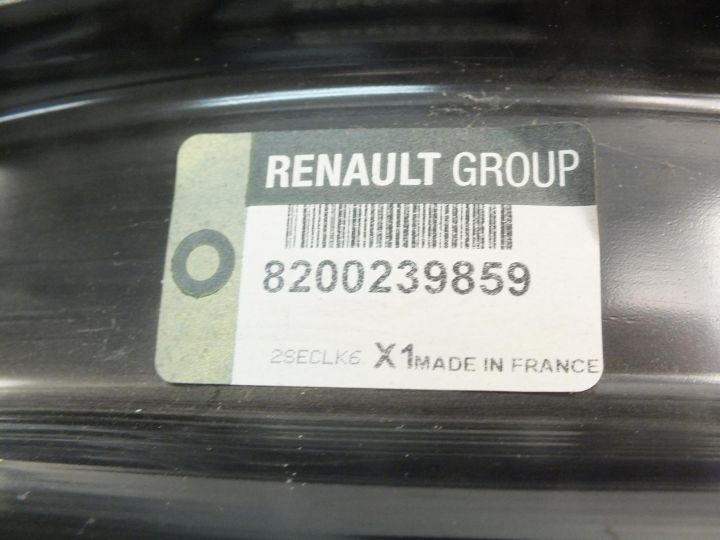 RENAULT GROUP
8200239859
2SECLK6 X1 MADE IN FRANCE